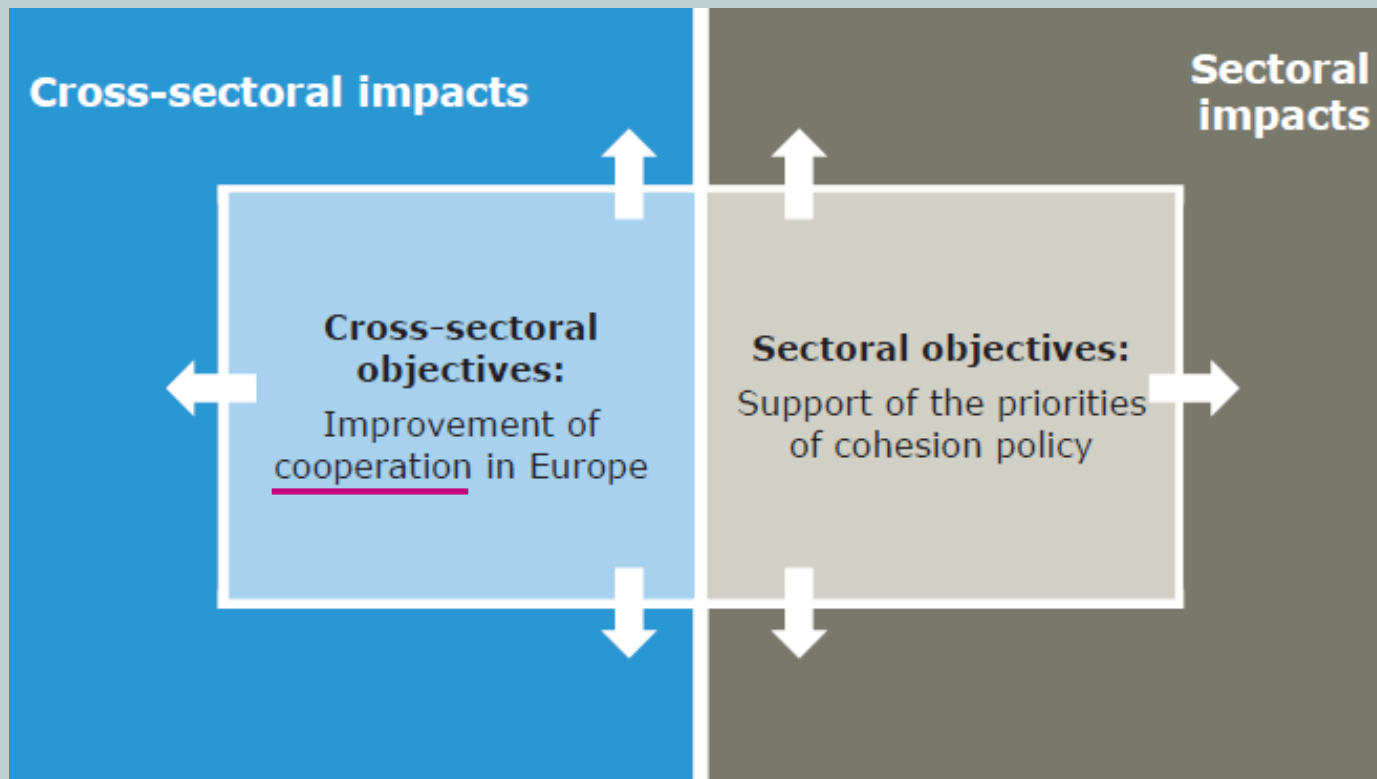 Cross-sectoral impacts
Sectoral
impacts
Cross-sectoral
objectives:
Improvement of
cooperation in Europe
Sectoral objectives:
Support of the priorities
of cohesion policy